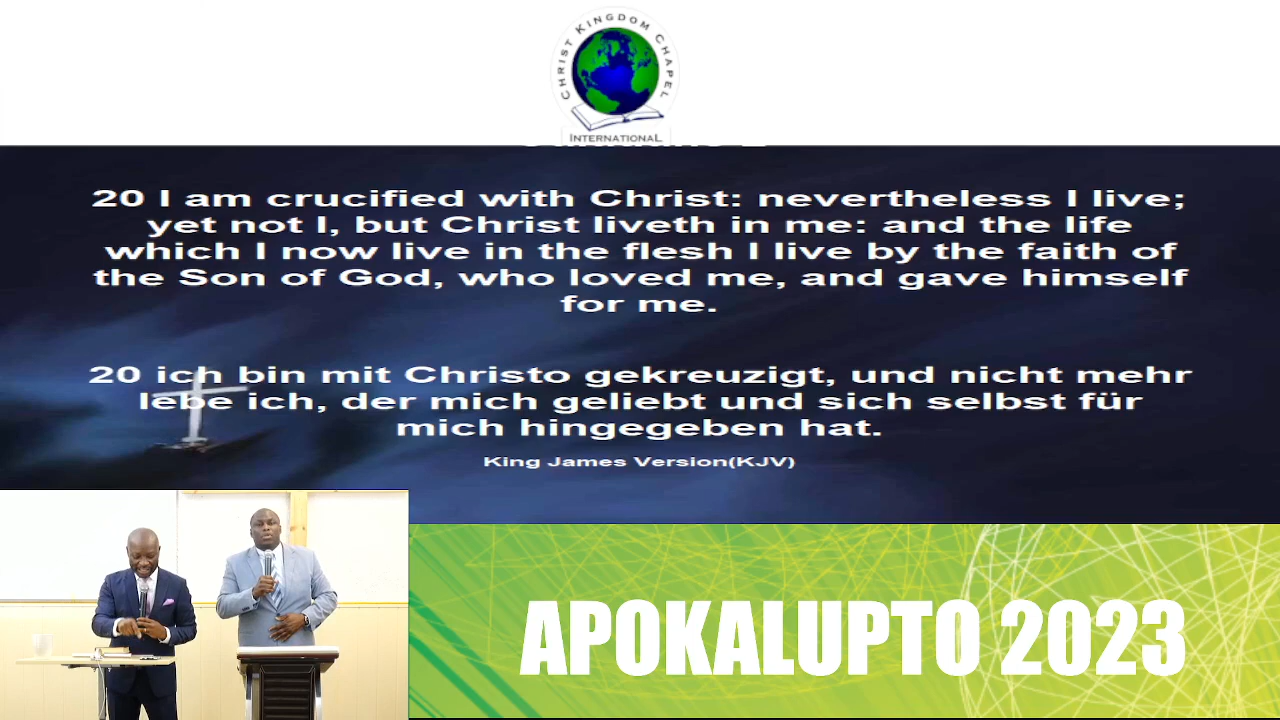 CHRIST KINGDOM CHAPEL
INTERNATIONAL
20 I am crucified with Christ: nevertheless I live;
yet not I, but Christ liveth in me: and the life
which I now live in the flesh I live by the faith of
the Son of God, who loved me, and gave himself
for me.
20 ich bin mit Christo gekreuzigt, und nicht mehr
lebe ich, der mich geliebt und sich selbst für
mich hingegeben hat.
King James Version(KJV)
APOKALUPTO 2023